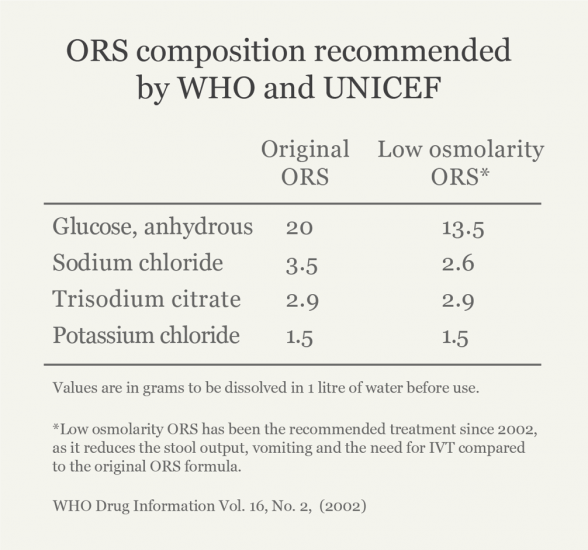 ORS composition recommended
by WHO and UNICEF
Original Low osmolarity
ORS ORS*
Glucose, anhydrous 20 13.5
Sodium chloride 3.5 2.6
Trisodium citrate 2.9 2.9
Potassium chloride 1.5 1.5
Values are in grams to be dissolved in 1 litre of water before use.
*Low osmolarity ORS has been the recommended treatment since 2002,
as it reduces the stool output, vomiting and the need for IVT compared
to the original ORS formula.
WHO Drug Information Vol. 16, No. 2, (2002)